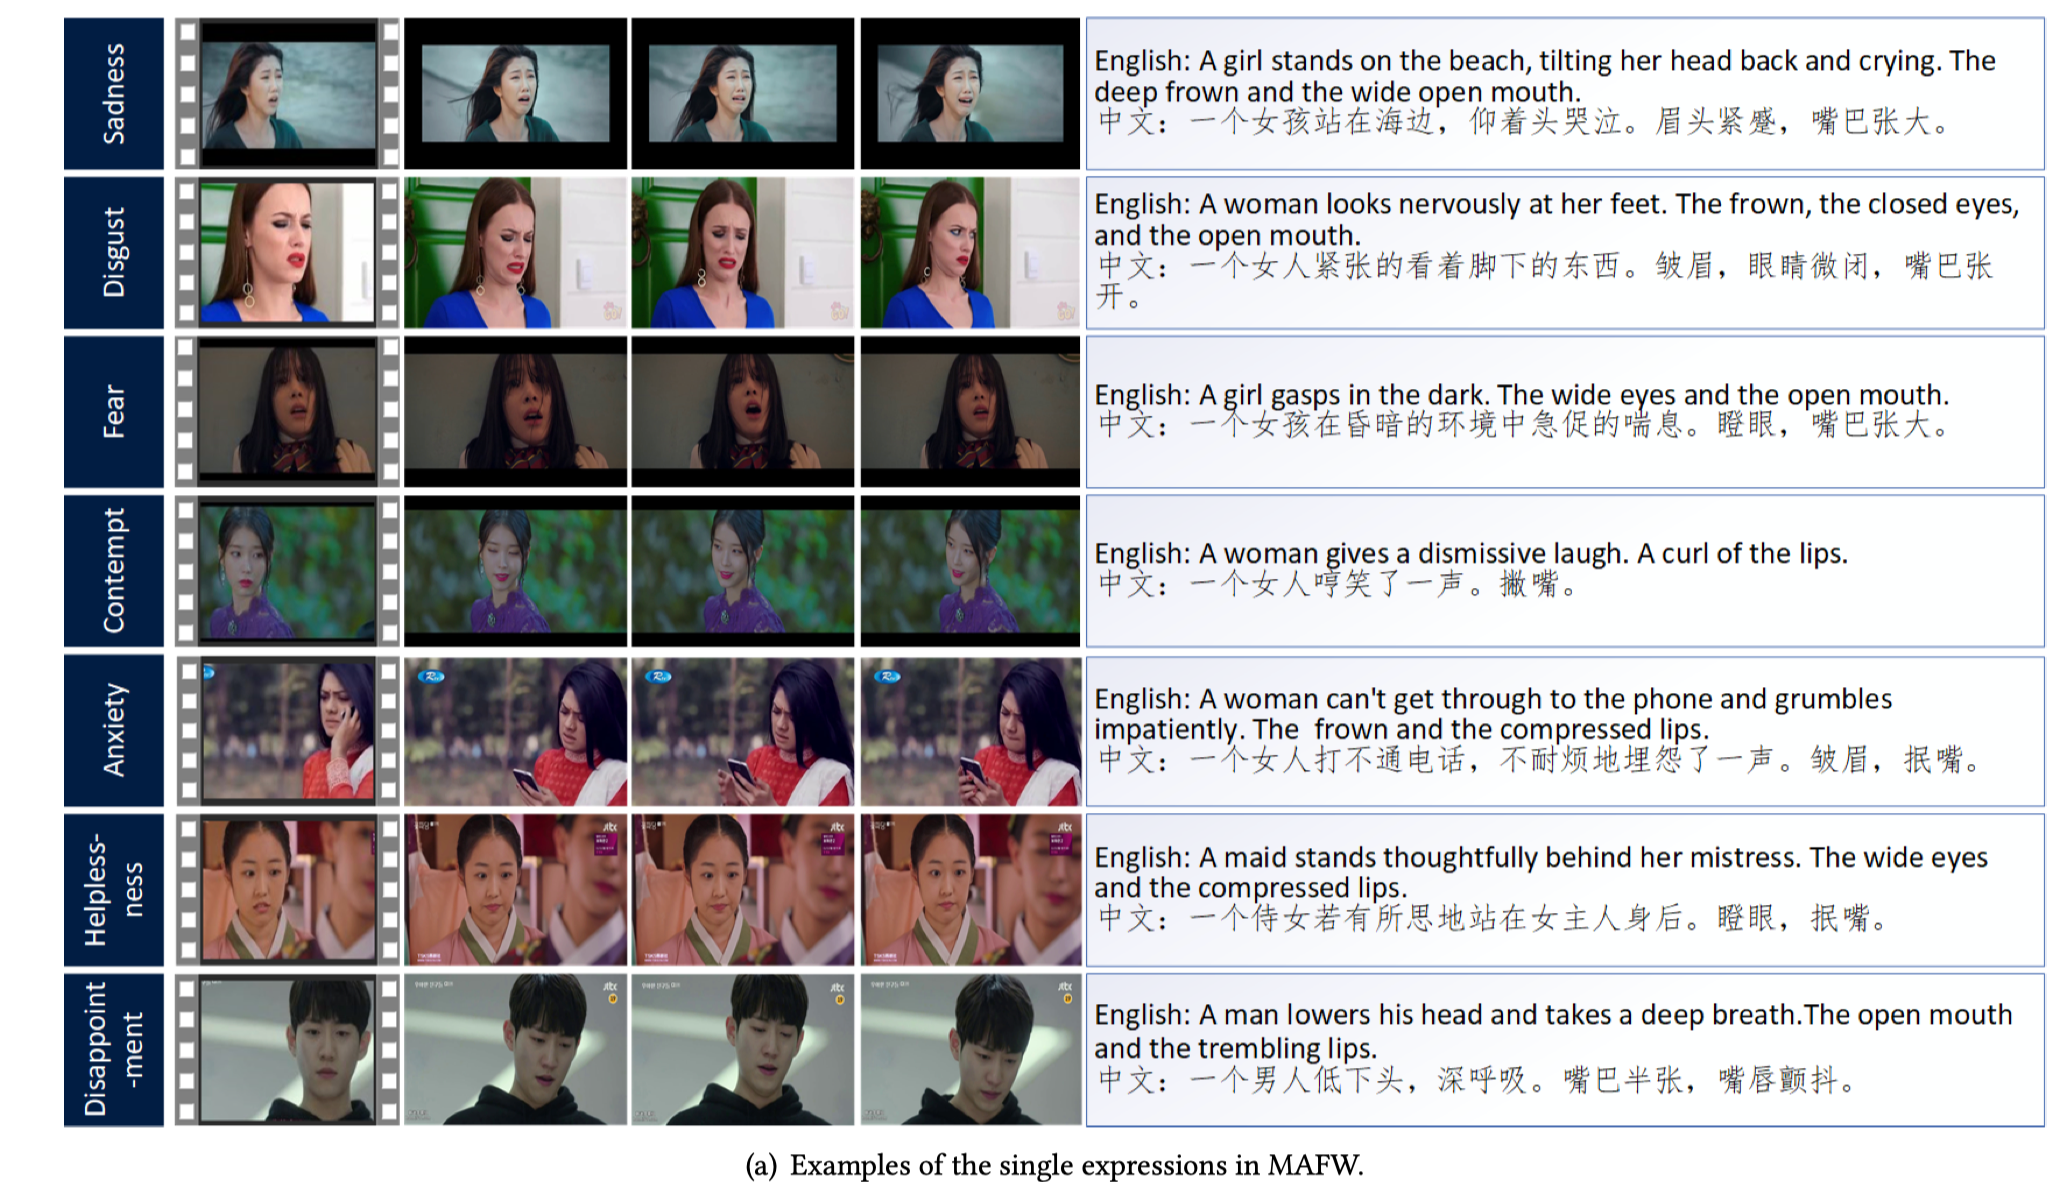 Sadness
English: A girl stands on the beach, tilting her head back and crying. The
deep frown and the wide open mouth.
中文：一个女孩站在海边，仰着头哭泣。眉头紧蹙，嘴巴张大。
Disgust
English: A woman looks nervously at her feet. The frown, the closed eyes,
and the open mouth.
中文：一个女人紧张的看着脚下的东西。皱眉，眼睛微闭，嘴巴张
开。
Fear
English: A girl gasps in the dark. The wide eyes and the open mouth.
中文：一个女孩在昏暗的环境中急促的喘息。瞪眼，嘴巴张大。
Contempt
English: A woman gives a dismissive laugh. A curl of the lips.
中文：一个女人哼笑了一声。撇嘴。
Anxiety
English: A woman can't get through to the phone and grumbles
impatiently. The  frown and the compressed lips.
中文：一个女人打不通电话，不耐烦地埋怨了一声。皱眉，抿嘴。
Helpless-
ness
jtbc
jtbc
jtbc
English: A maid stands thoughtfully behind her mistress. The wide eyes
and the compressed lips.
中文：一个侍女若有所思地站在女主人身后。瞪眼，抿嘴。
Disappoint
-ment
jtbc
jtbc
jtbc
English: A man lowers his head and takes a deep breath.The open mouth
and the trembling lips.
中文：一个男人低下头，深呼吸。嘴巴半张，嘴唇颤抖。
(a) Examples of the single expressions in MAFW.